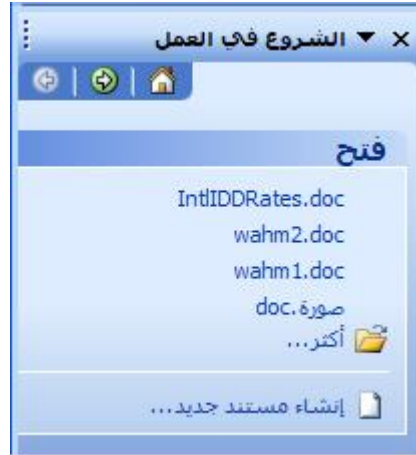 الشروع في العمل
فتح
IntlIDDRates.doc
wahm2.doc
wahm1.doc
صورة.doc
أكثر...
إنشاء مستند جديد...